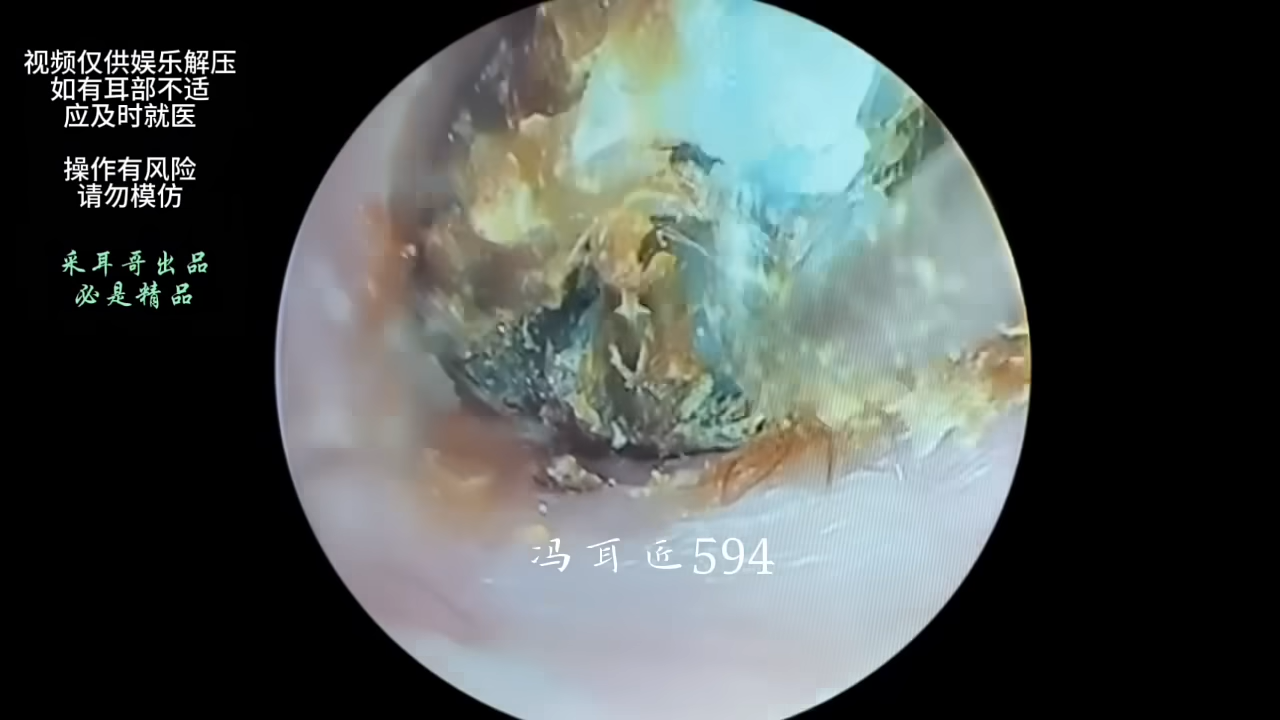 视频仅供娱乐解压
如有耳部不适
应及时就医
操作有风险
请勿模仿
采耳哥出品
必是精品
冯耳匠594